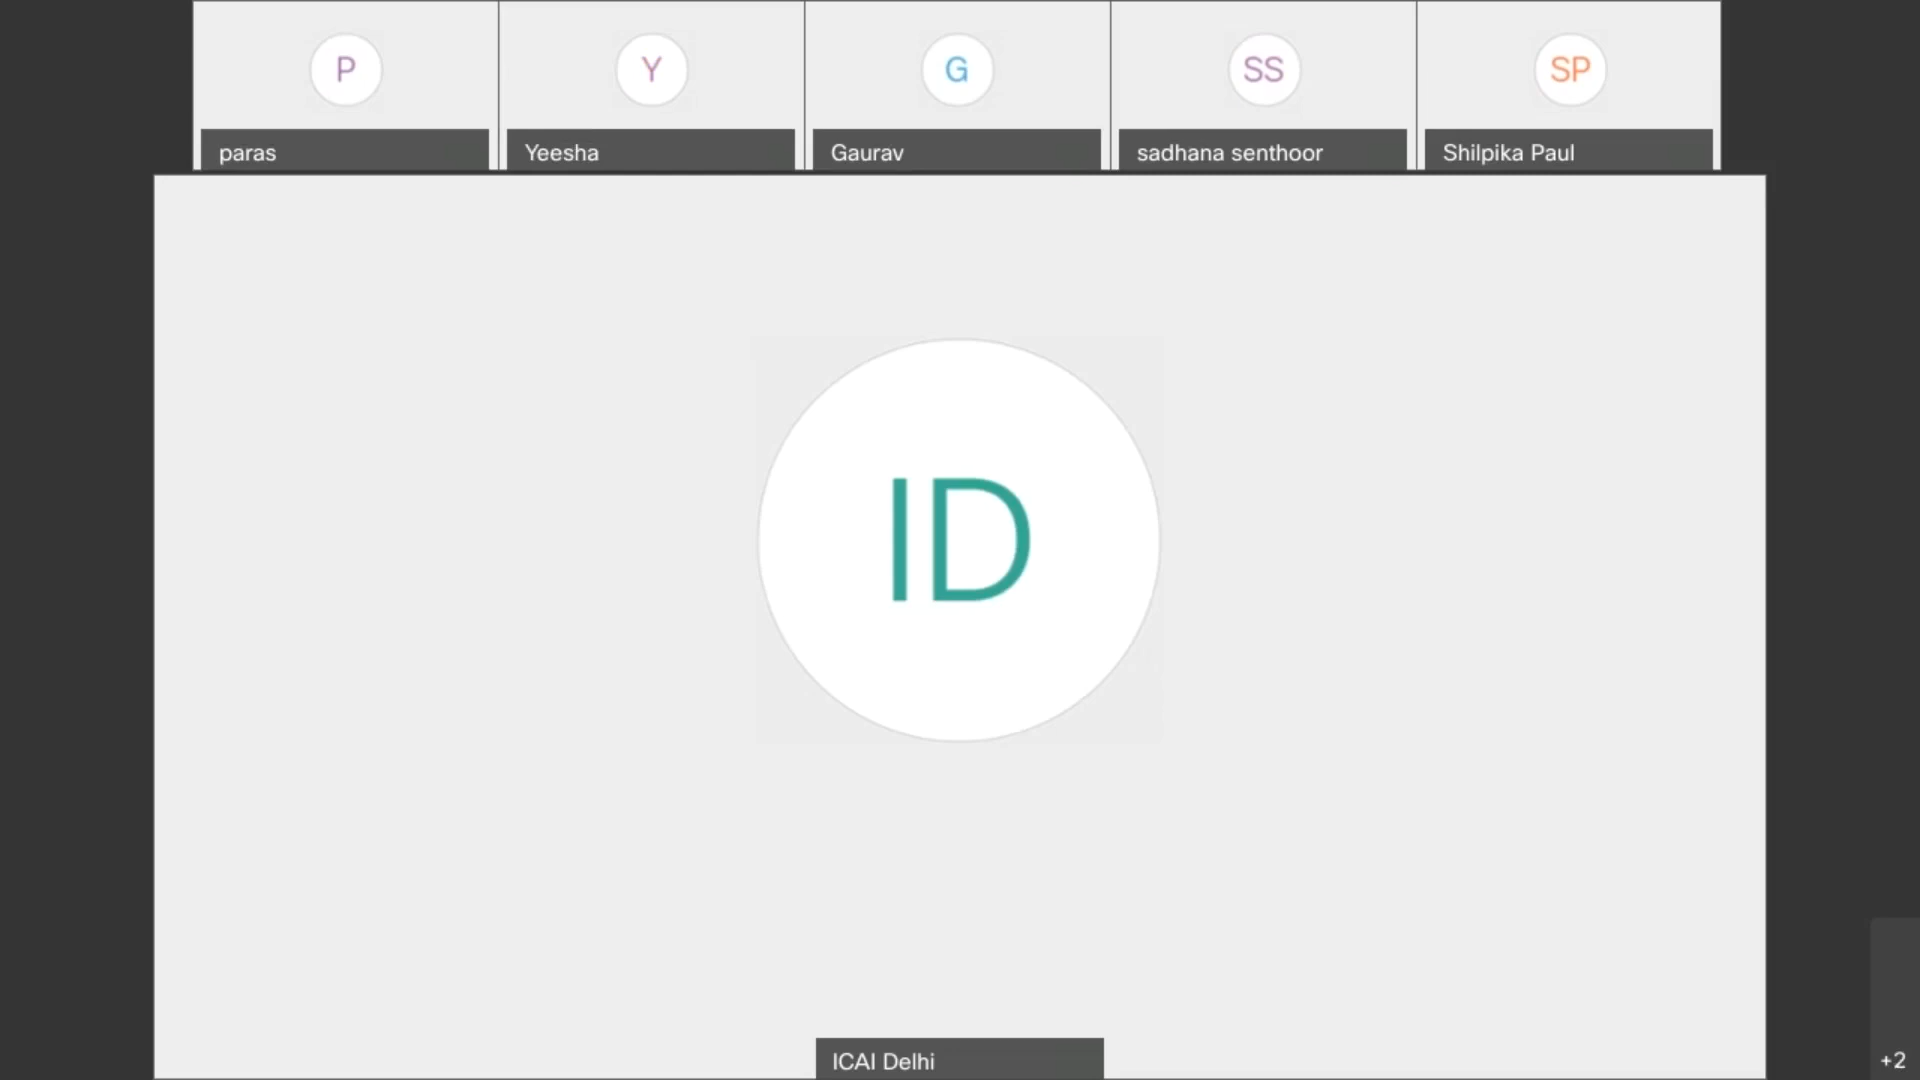 P
Y
G
SS
SP
paras
Yeesha
Gaurav
sadhana senthoor
Shilpika Paul
ID
ICAI Delhi
+2